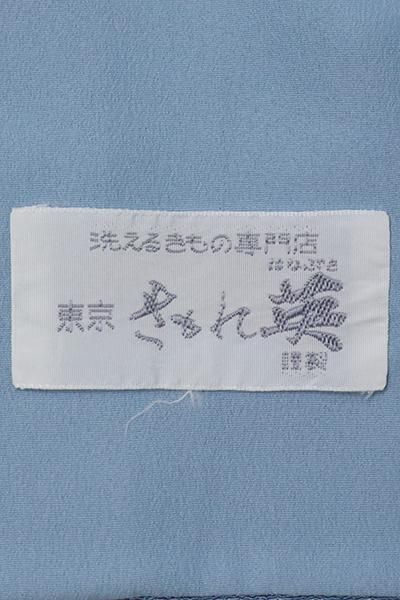 洗えるきもの専門店
はなぶさ
東京 きもれ英
謹製